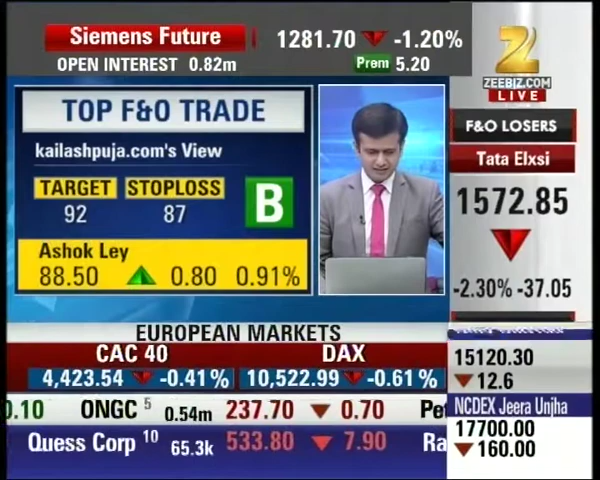 Siemens Future
1281.70 -1.20%
OPEN INTEREST 0.82m
Prem 5.20
ZEEBIZ.COM
LIVE
TOP F&O TRADE
kailashpuja.com's View
TARGET STOPLOSS
92 87
B
Ashok Ley
88.50 0.80 0.91%
F&O LOSERS
Tata Elxsi
1572.85
-2.30% -37.05
EUROPEAN MARKETS
CAC 40 DAX
4,423.54 -0.41% 10,522.99 -0.61%
15120.30
12.6
NCDEX Jeera Unjha
17700.00
160.00
0.10 ONGC 5 0.54m 237.70 0.70 Pe
Quess Corp 10 65.3k 533.80 7.90 Ra